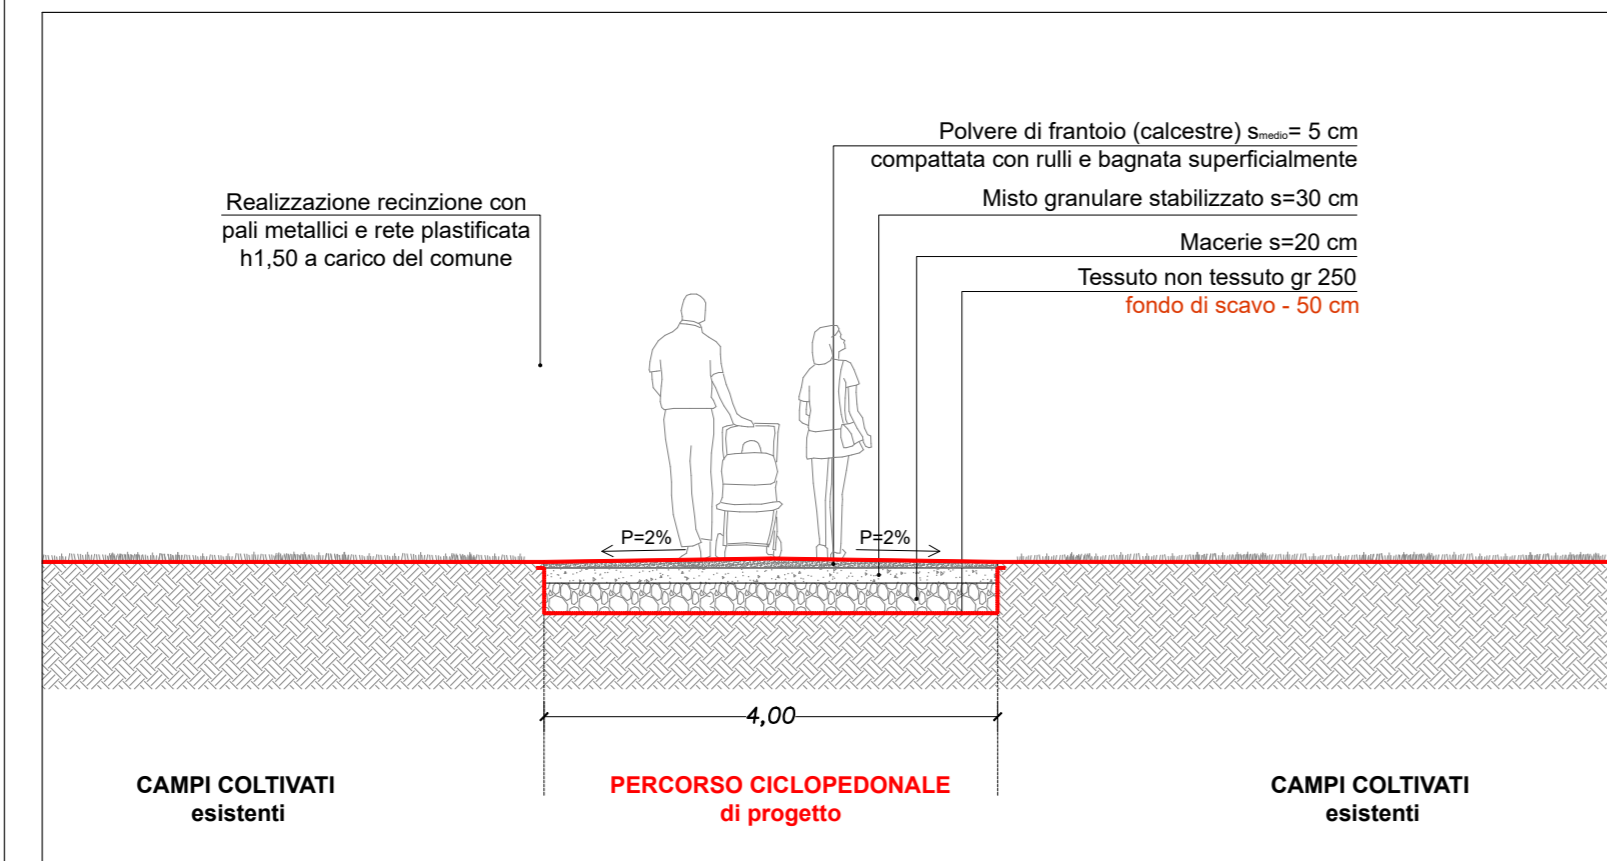 Polvere di frantoio (calcestre) smedio= 5 cm
compattata con rulli e bagnata superficialmente
Misto granulare stabilizzato s=30 cm
Macerie s=20 cm
Tessuto non tessuto gr 250
fondo di scavo - 50 cm
Realizzazione recinzione con
pali metallici e rete plastificata
h1,50 a carico del comune
P=2%
P=2%
4,00
CAMPI COLTIVATI
esistenti
PERCORSO CICLOPEDONALE
di progetto
CAMPI COLTIVATI
esistenti